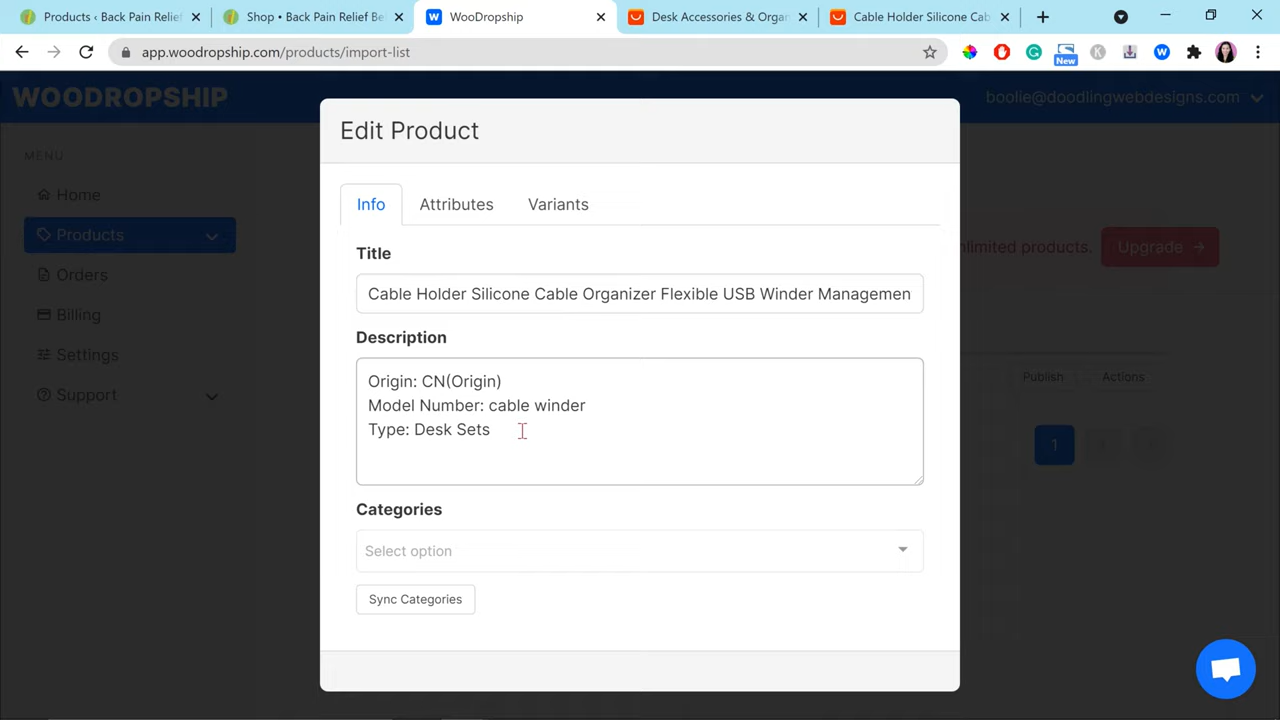 Products ‹ Back Pain Relief
Shop • Back Pain Relief Be
WooDropship
Desk Accessories & Organ
Cable Holder Silicone Cab
app.woodropship.com/products/import-list
New
WOODROPSHIP
boolie@doodlingwebdesigns.com
MENU
Home
Products
Orders
Billing
Settings
Support
Edit Product
Info
Attributes
Variants
Title
Cable Holder Silicone Cable Organizer Flexible USB Winder Managemen
Description
Origin: CN(Origin)
Model Number: cable winder
Type: Desk Sets
Categories
Select option
Sync Categories
nlimited products.
Upgrade →
Publish
Actions
1